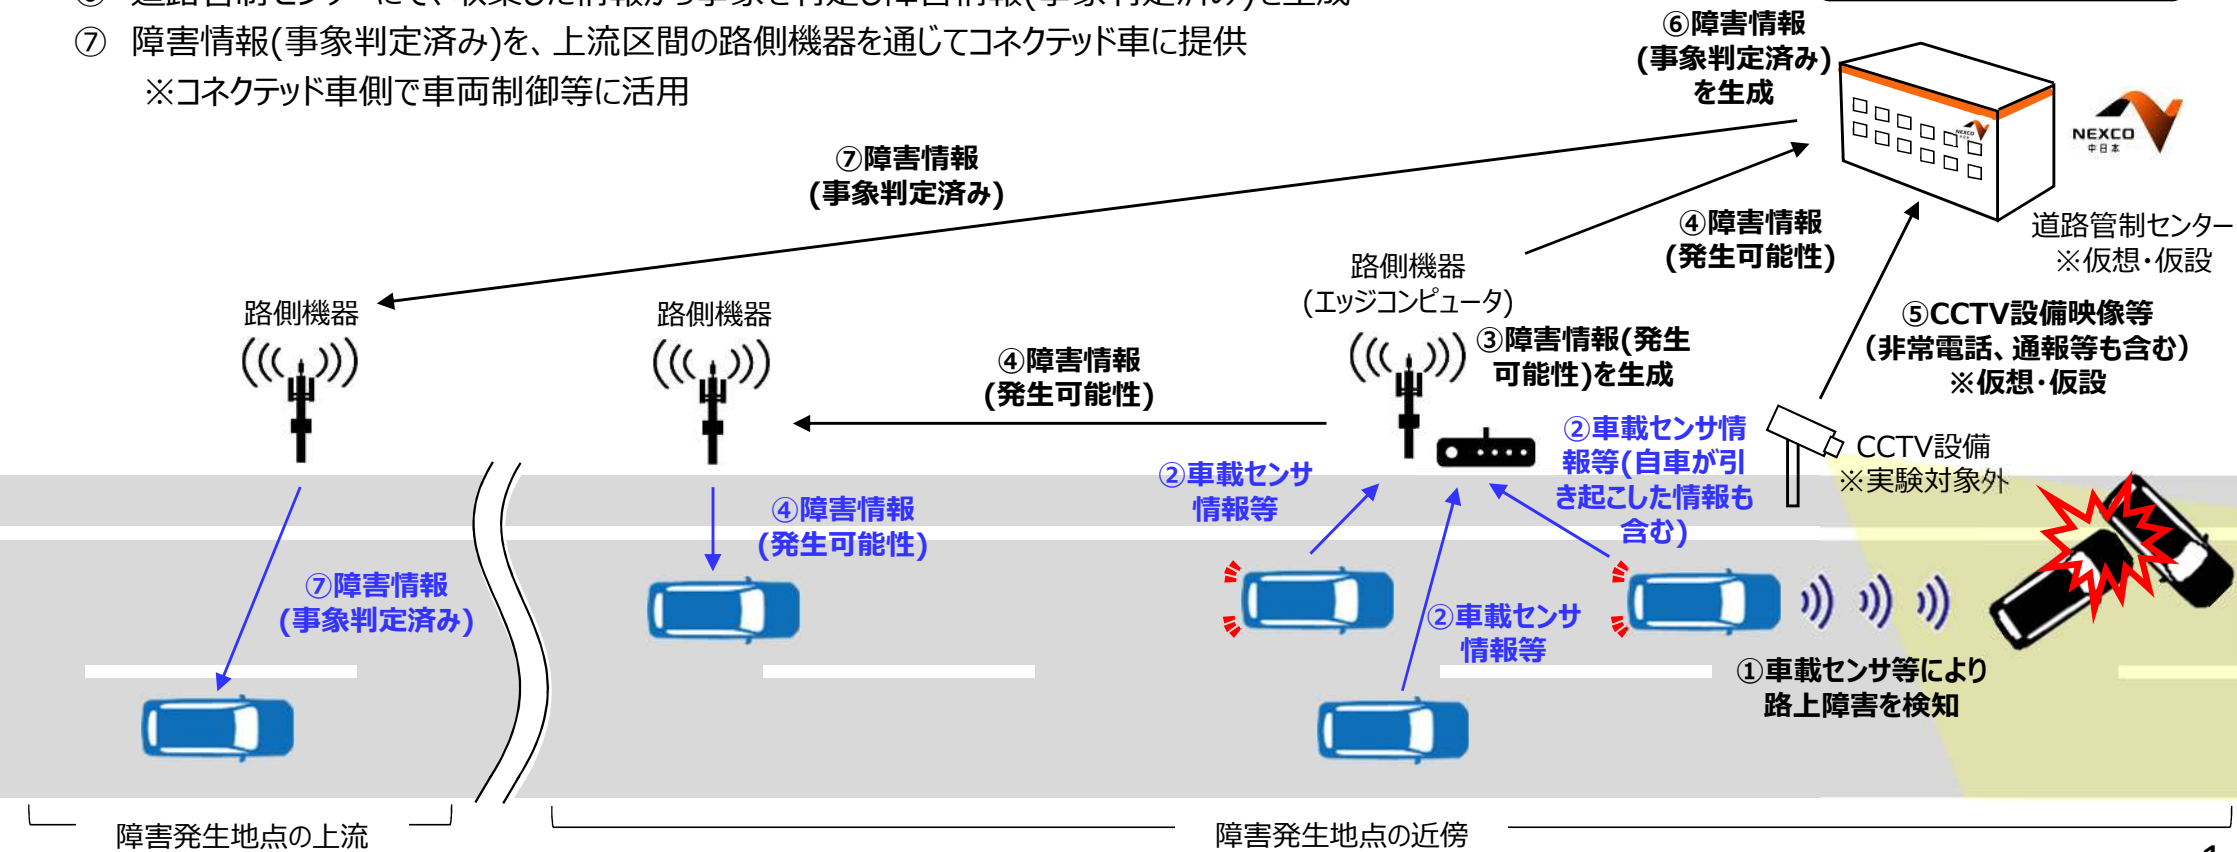 ⑦ 障害情報(事象判定済み)を、上流区間の路側機器を通じてコネクテッド車に提供
※コネクテッド車側で車両制御等に活用
⑥障害情報
(事象判定済み)
を生成
NEXCO
中日本
道路管制センター
※仮想・仮設
⑦障害情報
(事象判定済み)
④障害情報
(発生可能性)
路側機器
(エッジコンピュータ)
路側機器
路側機器
⑤CCTV設備映像等
(非常電話、通報等も含む)
※仮想・仮設
③障害情報(発生
可能性)を生成
④障害情報
(発生可能性)
②車載センサ情
報等(自車が引
き起こした情報も
含む)
CCTV設備
※実験対象外
②車載センサ
情報等
④障害情報
(発生可能性)
⑦障害情報
(事象判定済み)
②車載センサ
情報等
①車載センサ等により
路上障害を検知
障害発生地点の上流
障害発生地点の近傍